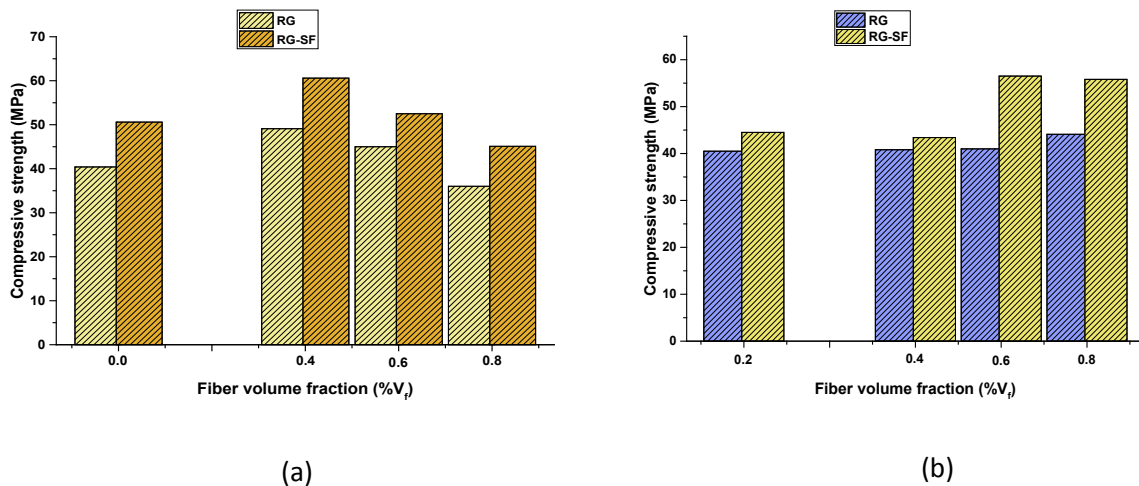 RG
RG-SF
70
60
50
40
30
20
10
0
Compressive strength (MPa)
0.0
0.4
0.6
0.8
Fiber volume fraction (%Vf)
(a)
RG
RG-SF
60
50
40
30
20
10
0
Compressive strength (MPa)
0.2
0.4
0.6
0.8
Fiber volume fraction (%Vf)
(b)